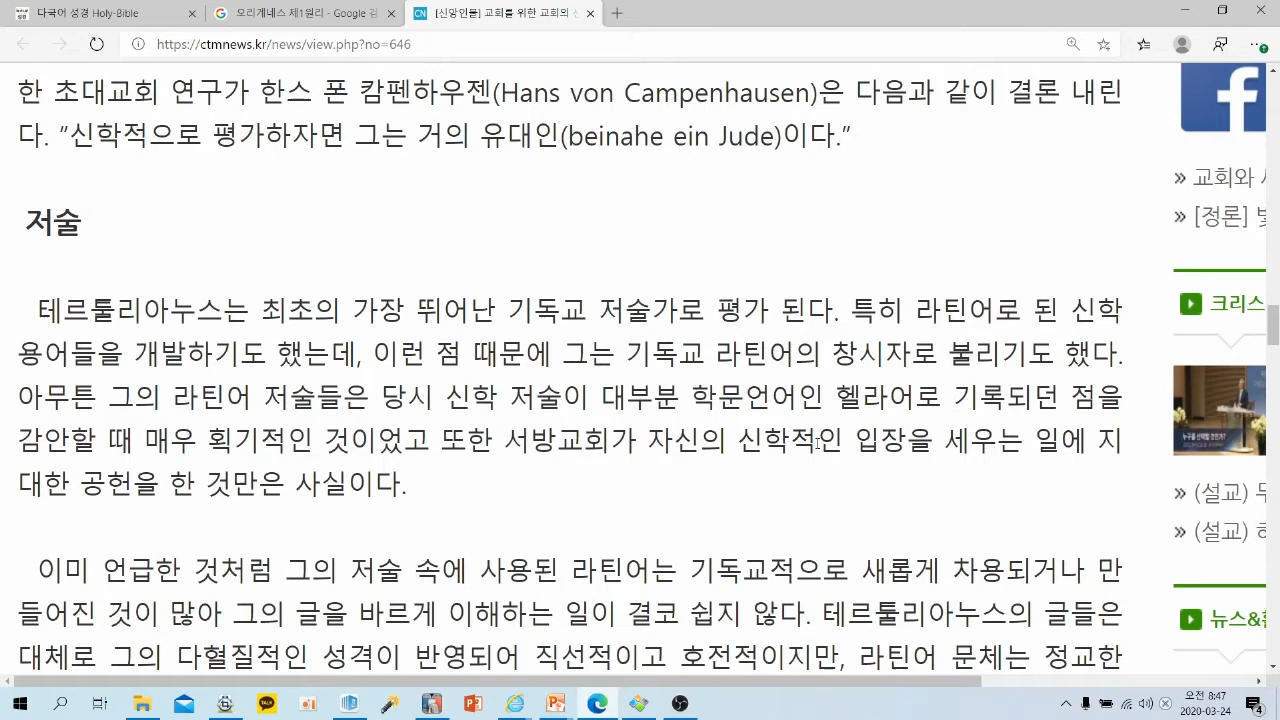 다국어 성경 Holy-Bible
오리게네스 제1원리 - Google 검
[신앙인물] 교회를 위한 교회의
https://ctmnews.kr/news/view.php?no=646
한 초대교회 연구가 한스 폰 캄펜하우젠(Hans von Campenhausen)은 다음과 같이 결론 내린
다. “신학적으로 평가하자면 그는 거의 유대인(beinahe ein Jude)이다.”
저술
테르툴리아누스는 최초의 가장 뛰어난 기독교 저술가로 평가 된다. 특히 라틴어로 된 신학
용어들을 개발하기도 했는데, 이런 점 때문에 그는 기독교 라틴어의 창시자로 불리기도 했다.
아무튼 그의 라틴어 저술들은 당시 신학 저술이 대부분 학문언어인 헬라어로 기록되던 점을
감안할 때 매우 획기적인 것이었고 또한 서방교회가 자신의 신학적인 입장을 세우는 일에 지
대한 공헌을 한 것만은 사실이다.
이미 언급한 것처럼 그의 저술 속에 사용된 라틴어는 기독교적으로 새롭게 차용되거나 만
들어진 것이 많아 그의 글을 바르게 이해하는 일이 결코 쉽지 않다. 테르툴리아누스의 글들은
대체로 그의 다혈질적인 성격이 반영되어 직선적이고 호전적이지만, 라틴어 문체는 정교한
» 교회와
» [정론]
크리스
누구를 선택할 것인가?
» (설교)
» (설교)
뉴스&
오전 8:47
2020-03-24